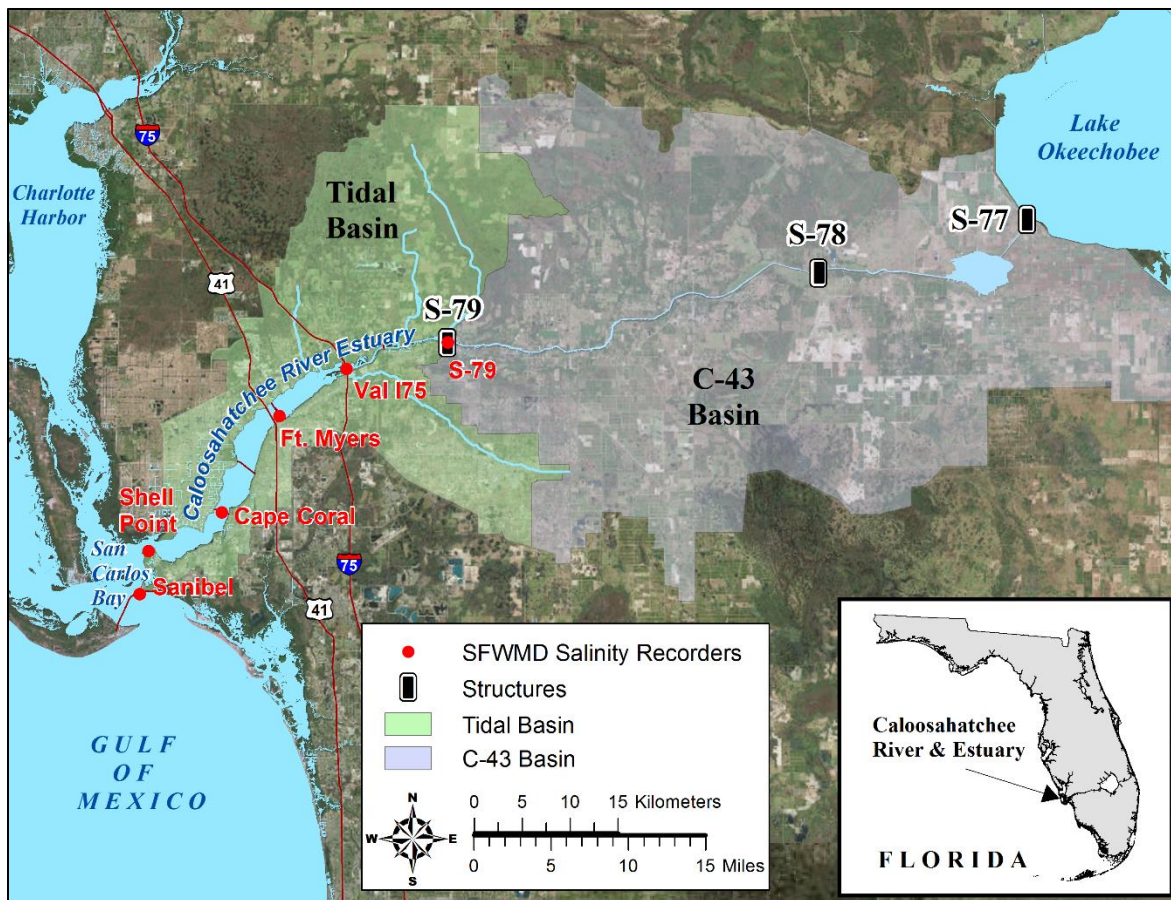 75
Lake
Okeechobee
Charlotte
Harbor
Tidal
Basin
S-77
S-78
41
S-79
S-79
Caloosahatchee River Estuary
Val I75
C-43
Basin
Ft. Myers
Shell
Point
Cape Coral
San
Carlos
Bay
Sanibel
75
41
GULF
OF
MEXICO
SFWMD Salinity Recorders
Structures
Tidal Basin
C-43 Basin
N
W E
S
0 5 10 15 Kilometers
0 5 10 15 Miles
Caloosahatchee
River & Estuary
FLORIDA